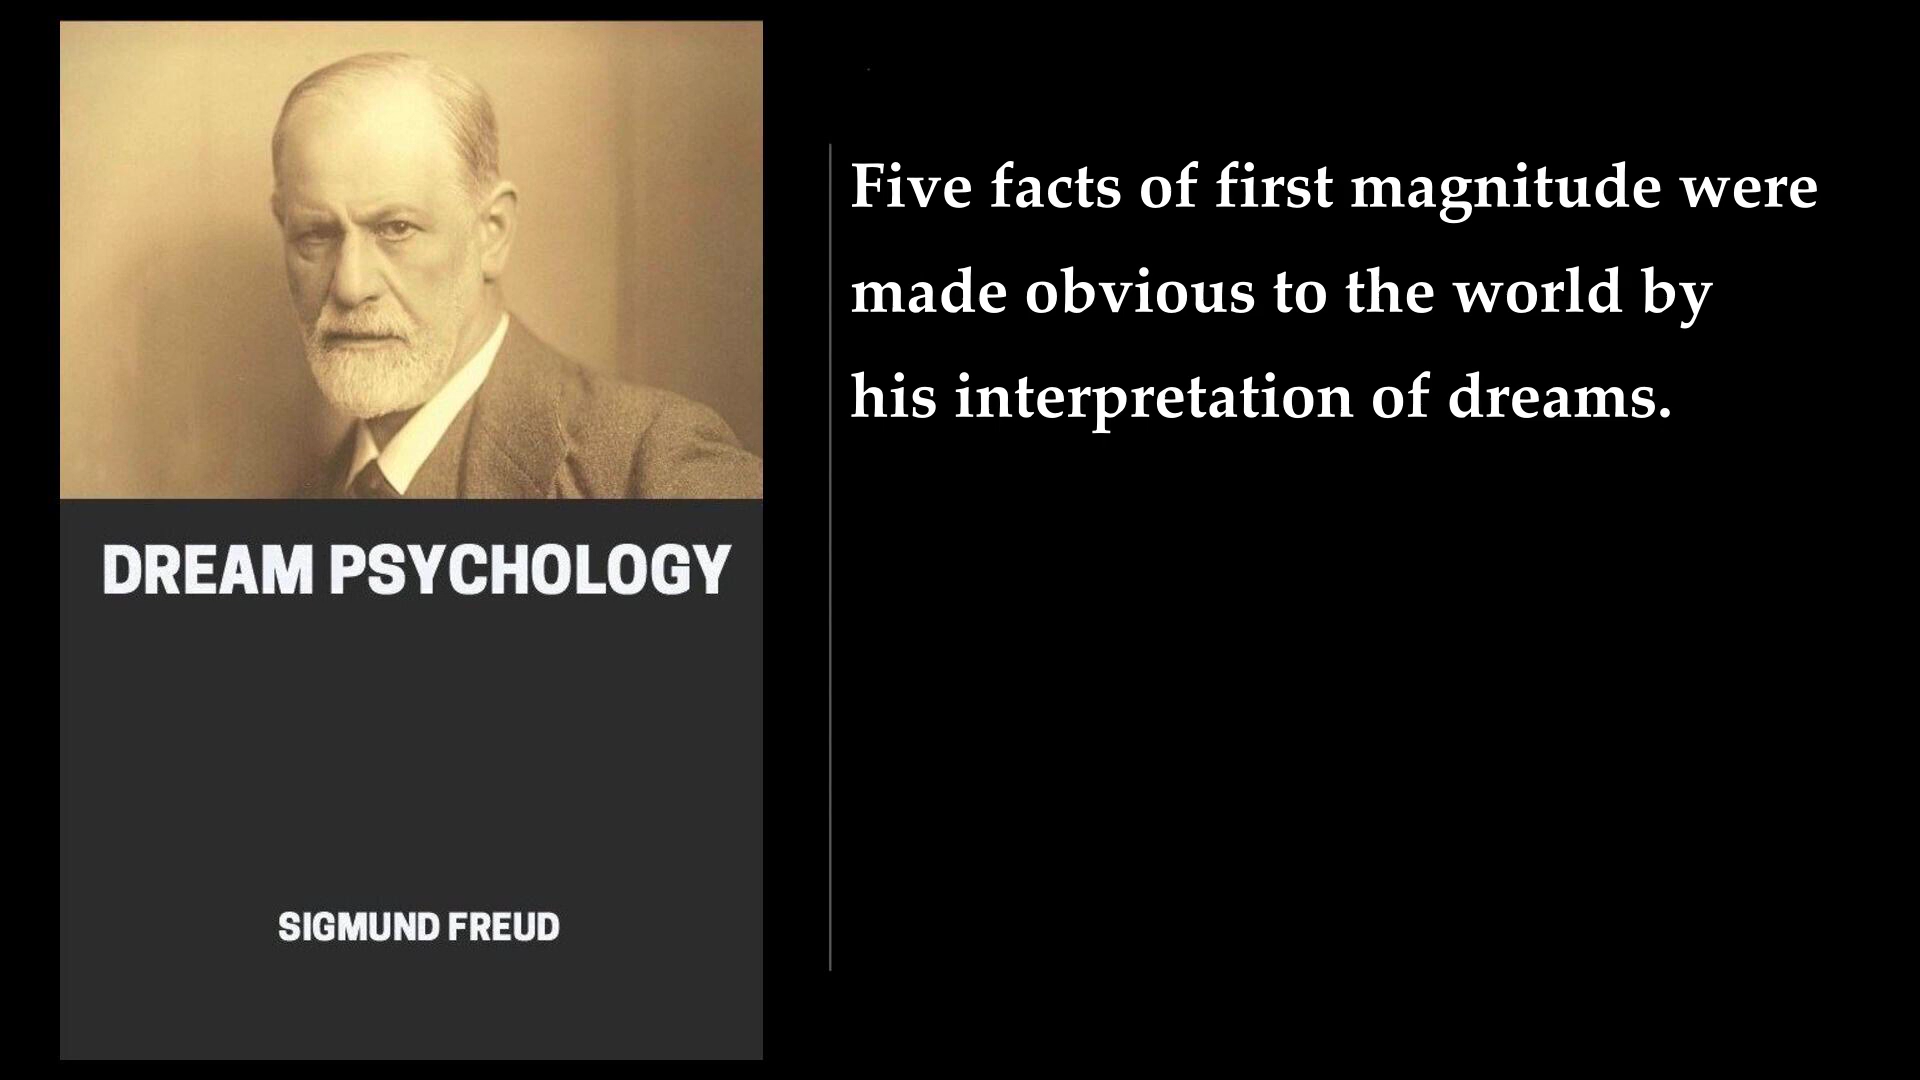 DREAM PSYCHOLOGY
SIGMUND FREUD
Five facts of first magnitude were
made obvious to the world by
his interpretation of dreams.